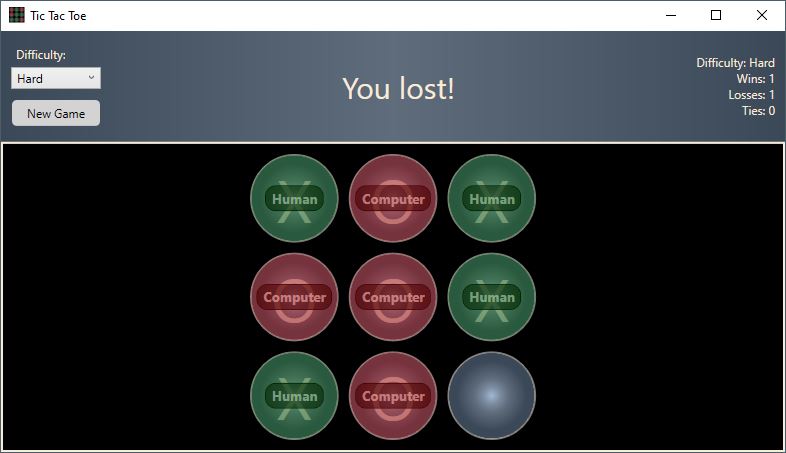 Tic Tac Toe
Difficulty:
Hard
New Game
You lost!
Difficulty: Hard
Wins: 1
Losses: 1
Ties: 0
X Human O Computer X Human
O Computer O Computer X Human
X Human O Computer